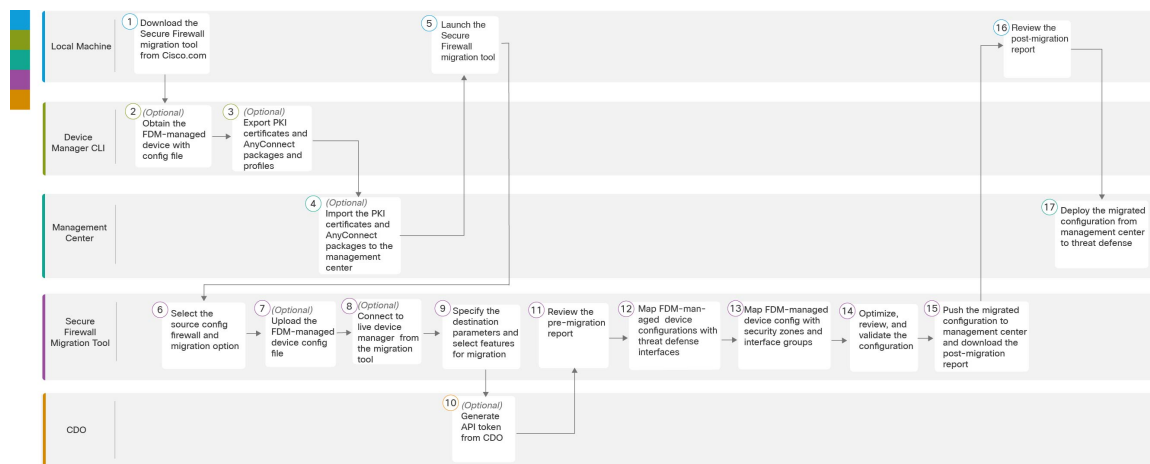 Local Machine
1
Download the
Secure Firewall
migration tool
from Cisco.com
5
Launch the
Secure
Firewall
migration tool
16
Review the
post-migration
report
Device
Manager CLI
2
(Optional)
Obtain the
FDM-managed
device with
config file
3
(Optional)
Export PKI
certificates and
AnyConnect
packages and
profiles
Management
Center
4
(Optional)
Import the PKI
certificates and
AnyConnect
packages to the
management
center
17
Deploy the migrated
configuration from
management center
to threat defense
Secure
Firewall
Migration Tool
6
Select the
source config
firewall and
migration option
7
(Optional)
Upload the
FDM-managed
device config
file
8
(Optional)
Connect to
live device
manager from
the migration
tool
9
Specify the
destination
parameters and
select features
for migration
11
Review the
pre-migration
report
12
Map FDM-man-
aged device
configurations with
threat defense
interfaces
13
Map FDM-managed
device config with
security zones and
interface groups
14
Optimize,
review, and
validate the
configuration
15
Push the migrated
configuration to
management center
and download the
post-migration
report
CDO
10
(Optional)
Generate
API token
from CDO